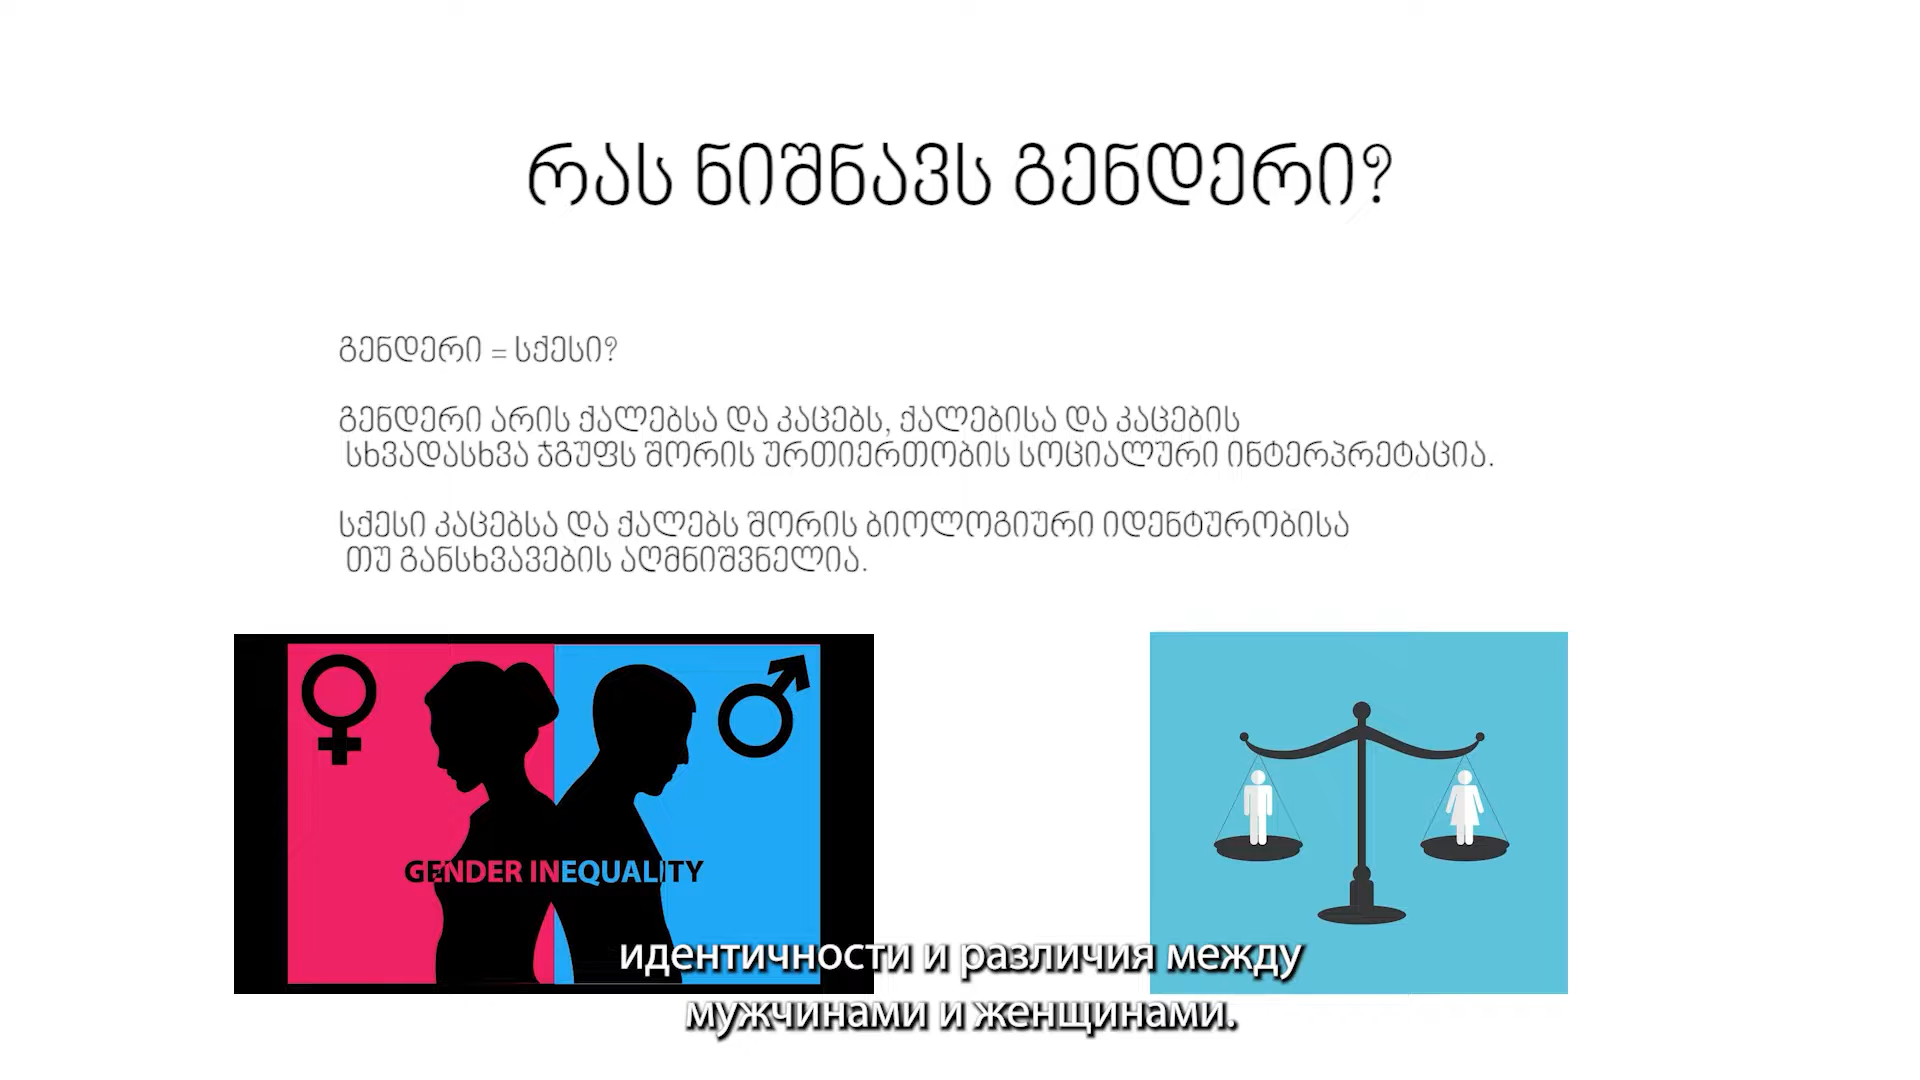 რას ნიშნავს გენდერი?
გენდერი = სქესი?
გენდერი არის ქალებსა და კაცებს, ქალებისა და კაცების
სხვადასხვა ჯგუფს შორის ურთიერთობის სოციალური ინტერპრეტაცია.
სქესი კაცებსა და ქალებს შორის ბიოლოგიური იდენტურობისა
თუ განსხვავების აღმნიშვნელია.
GENDER INEQUALITY
идентичности и различия между
мужчинами и женщинами.